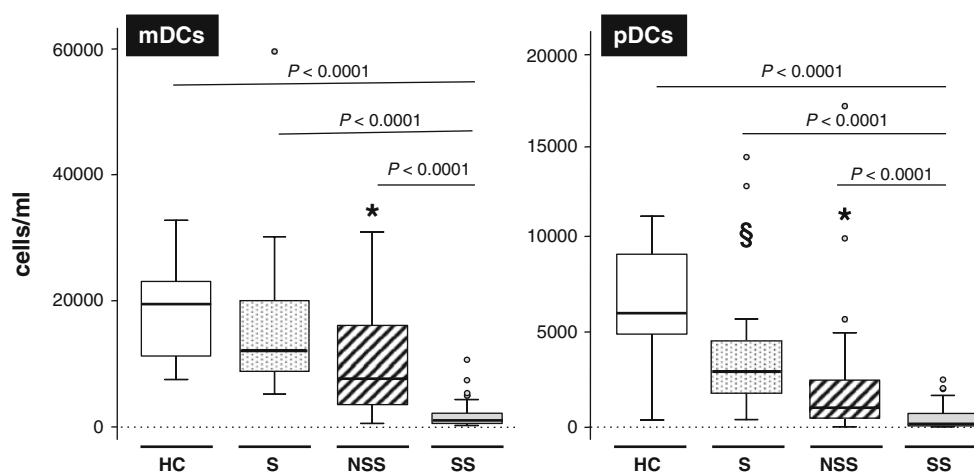 mDCs
60000
40000
20000
0
cells/ml
P < 0.0001
P < 0.0001
P < 0.0001
*
HC S NSS SS
pDCs
20000
15000
10000
5000
0
P < 0.0001
P < 0.0001
P < 0.0001
§
*
HC S NSS SS